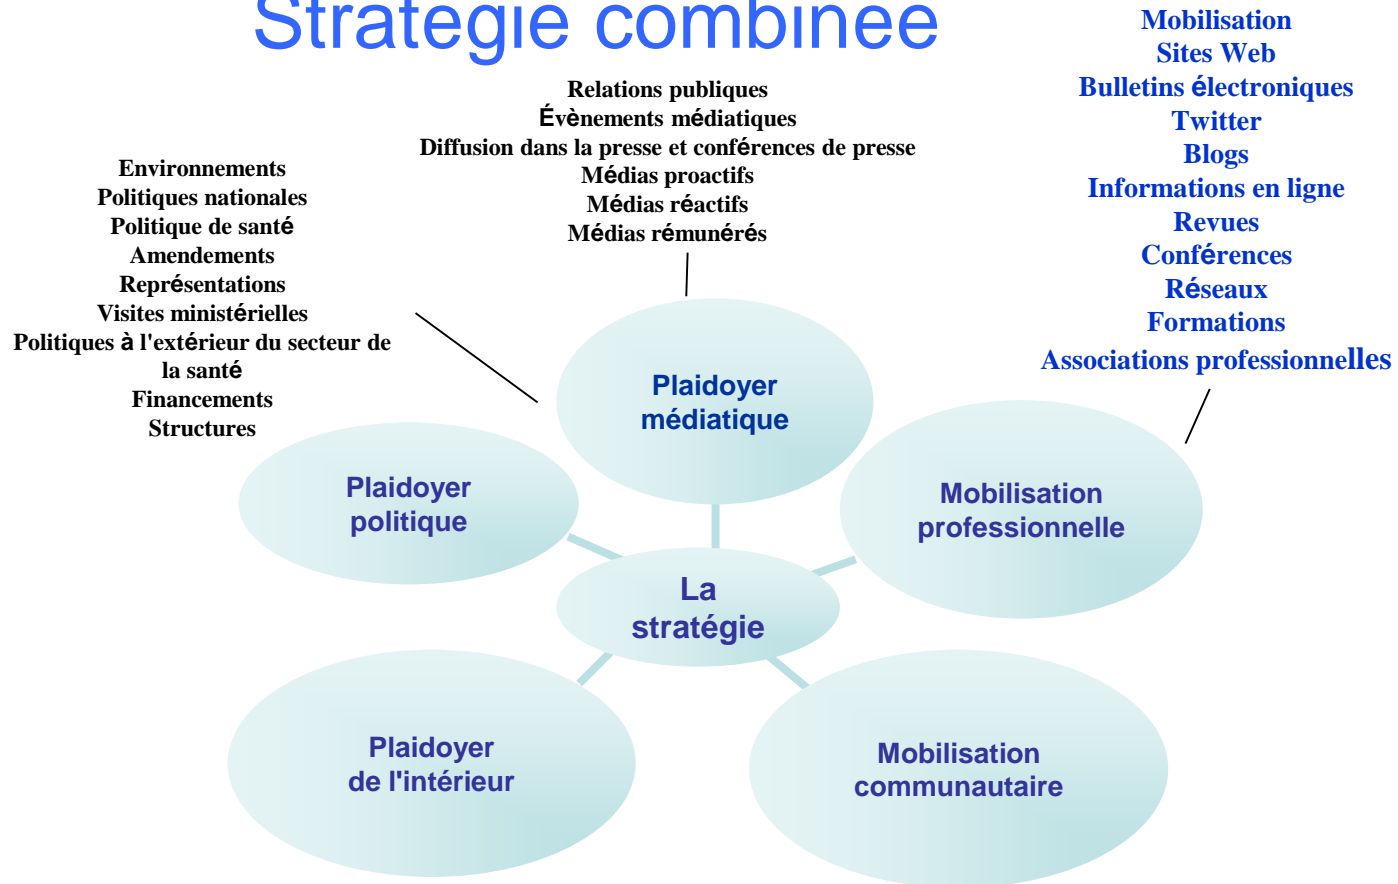 Stratégie combinée
Environnements
Politiques nationales
Politique de santé
Amendements
Représentations
Visites ministérielles
Politiques à l'extérieur du secteur de
la santé
Financements
Structures
Relations publiques
Évènements médiatiques
Diffusion dans la presse et conférences de presse
Médias proactifs
Médias réactifs
Médias rémunérés
Mobilisation
Sites Web
Bulletins électroniques
Twitter
Blogs
Informations en ligne
Revues
Conférences
Réseaux
Formations
Associations professionnelles
Plaidoyer
médiatique
Plaidoyer
politique
Mobilisation
professionnelle
La
stratégie
Plaidoyer
de l'intérieur
Mobilisation
communautaire